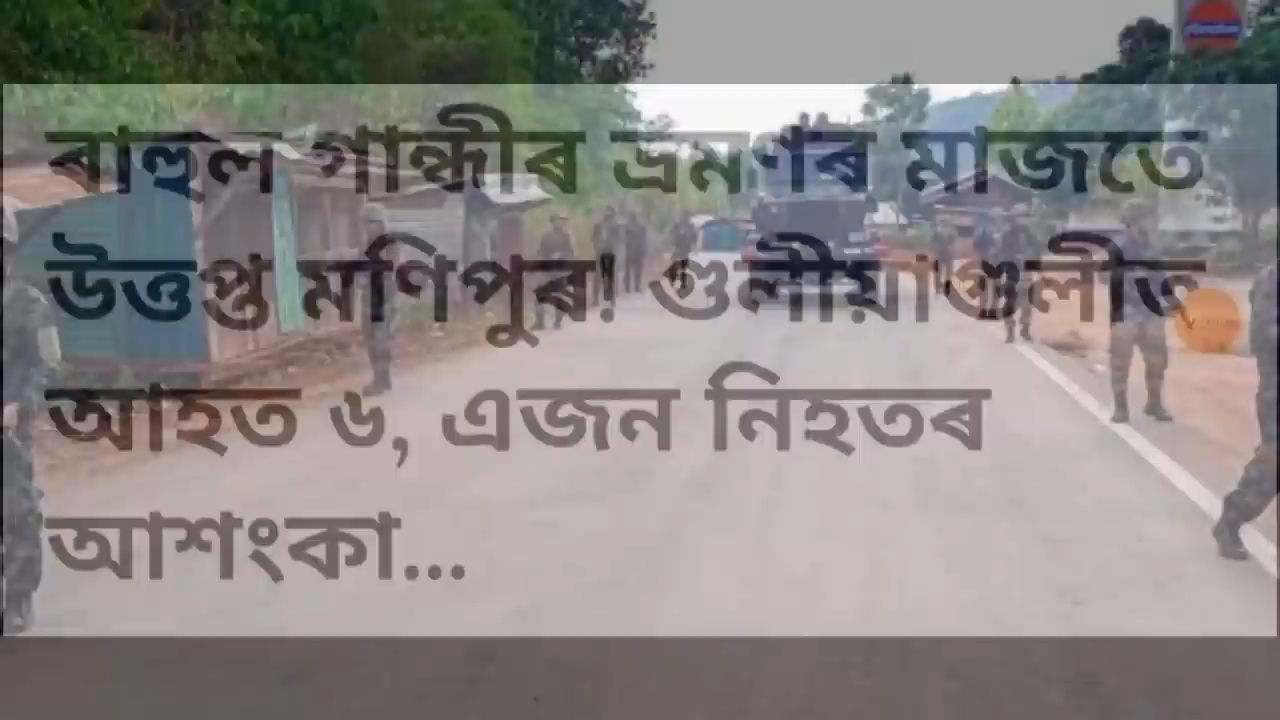 ৰাহুল গান্ধীৰ ভ্ৰমণৰ মাজতে
উত্তপ্ত মণিপুৰ! গুলীয়াগুলীত
আহত ৬, এজন নিহতৰ
আশংকা...